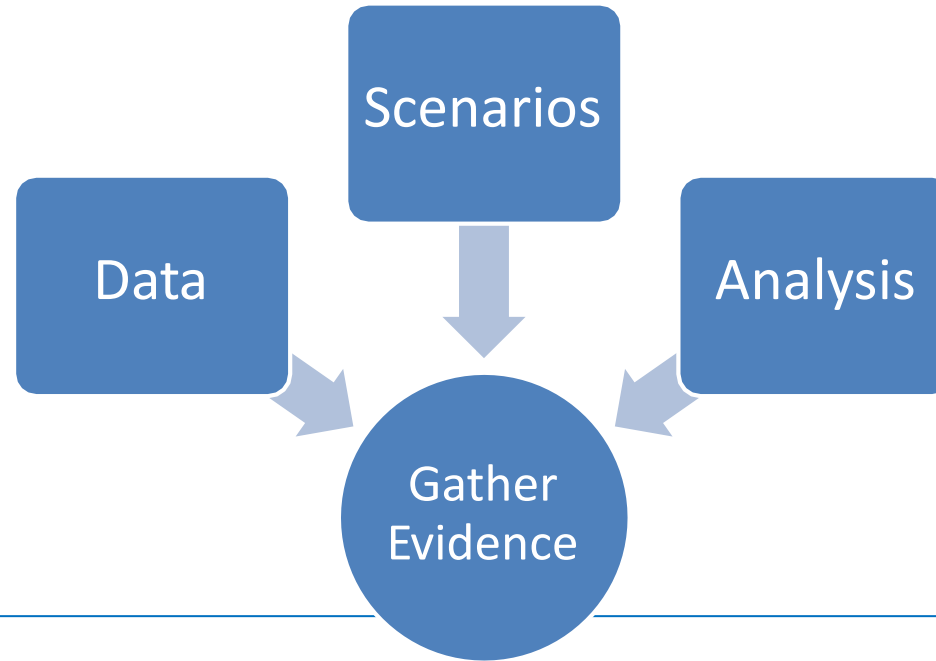 Scenarios
Data
Analysis
Gather
Evidence